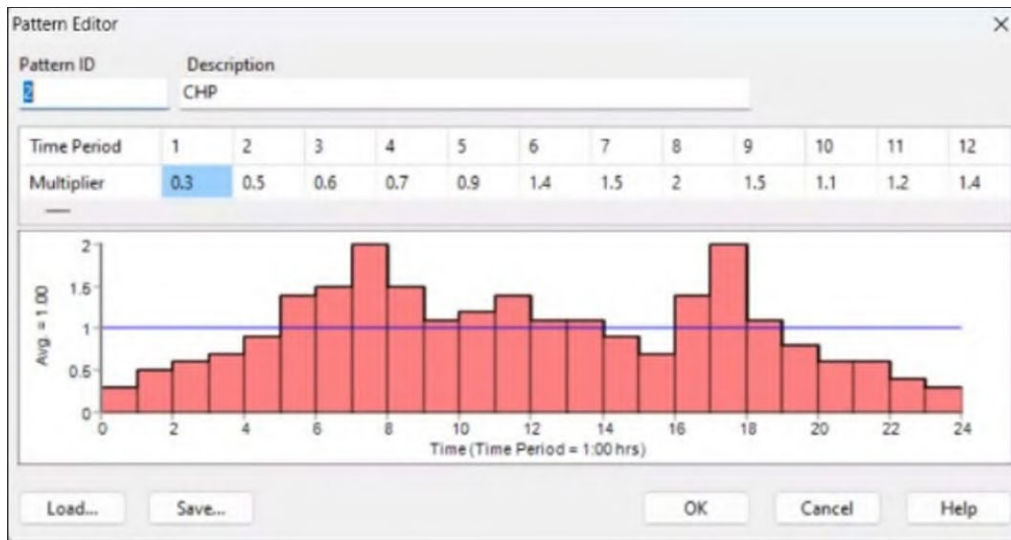 Pattern Editor
Pattern ID Description
2 CHP
Time Period 1 2 3 4 5 6 7 8 9 10 11 12
Multiplier 0.3 0.5 0.6 0.7 0.9 1.4 1.5 2 1.5 1.1 1.2 1.4
2
1.5
1
0.5
0
Avg. = 1.00
0 2 4 6 8 10 12 14 16 18 20 22 24
Time (Time Period = 1:00 hrs)
Load... Save... OK Cancel Help